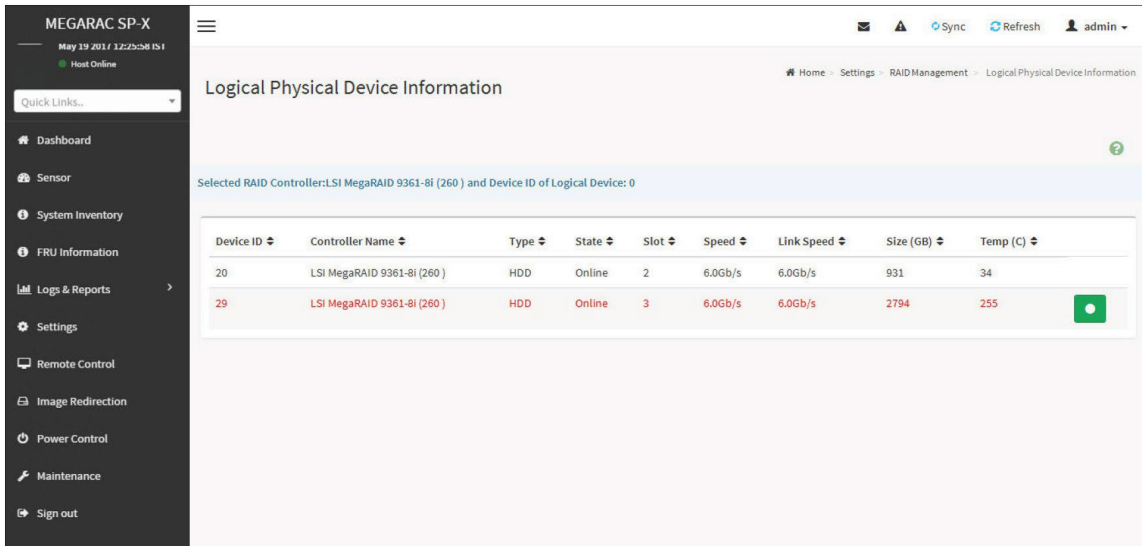 MEGARAC SP-X
May 19 2017 12:25:58 IST
Host Online
Quick Links..
Dashboard
Sensor
System Inventory
FRU Information
Logs & Reports
Settings
Remote Control
Image Redirection
Power Control
Maintenance
Sign out
Sync Refresh admin
Logical Physical Device Information
Home > Settings > RAID Management > Logical Physical Device Information
Selected RAID Controller:LSI MegaRAID 9361-8i (260 ) and Device ID of Logical Device: 0
Device ID Controller Name Type State Slot Speed Link Speed Size (GB) Temp (C)
20 LSI MegaRAID 9361-8i (260 ) HDD Online 2 6.0Gb/s 6.0Gb/s 931 34
29 LSI MegaRAID 9361-8i (260 ) HDD Online 3 6.0Gb/s 6.0Gb/s 2794 255